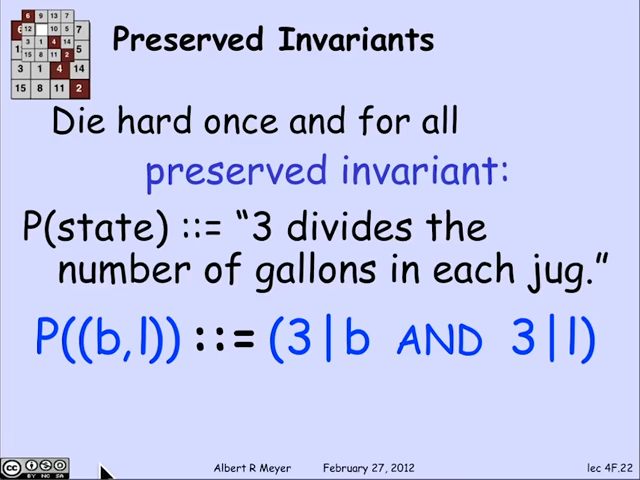 Preserved Invariants
Die hard once and for all
preserved invariant:
P(state) ::= “3 divides the
number of gallons in each jug.”
P((b,l)) ::= (3|b AND 3|l)
Albert R Meyer February 27, 2012 lec 4F.22